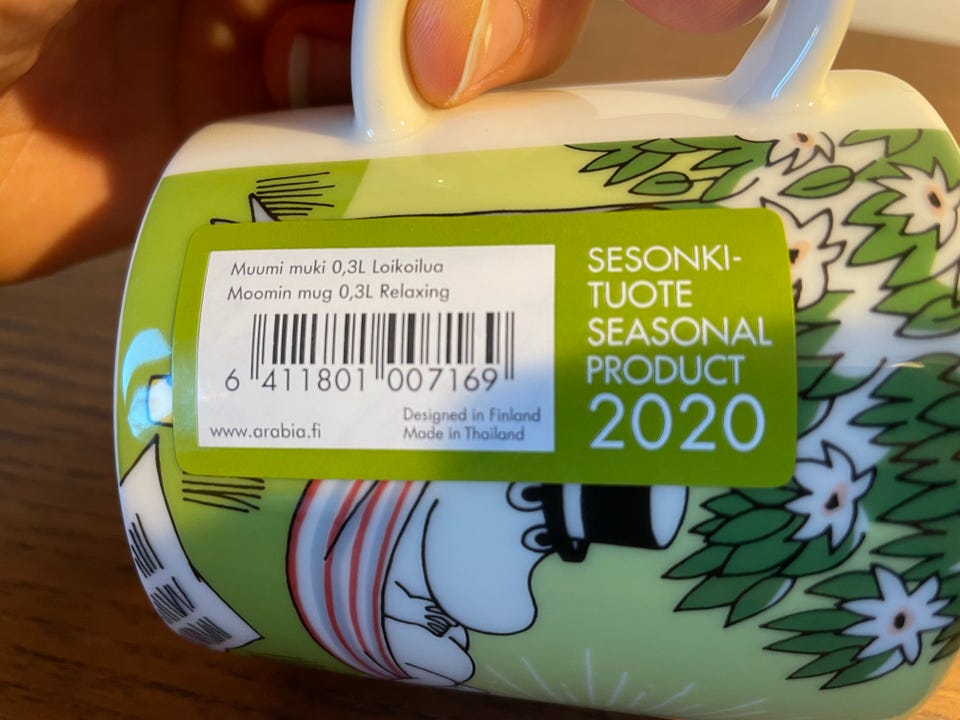 Muumi muki 0,3L Loikoilua
Moomin mug 0,3L Relaxing
6 411801 007169
www.arabia.fi
Designed in Finland
Made in Thailand
SESONKI-
TUOTE
SEASONAL
PRODUCT
2020